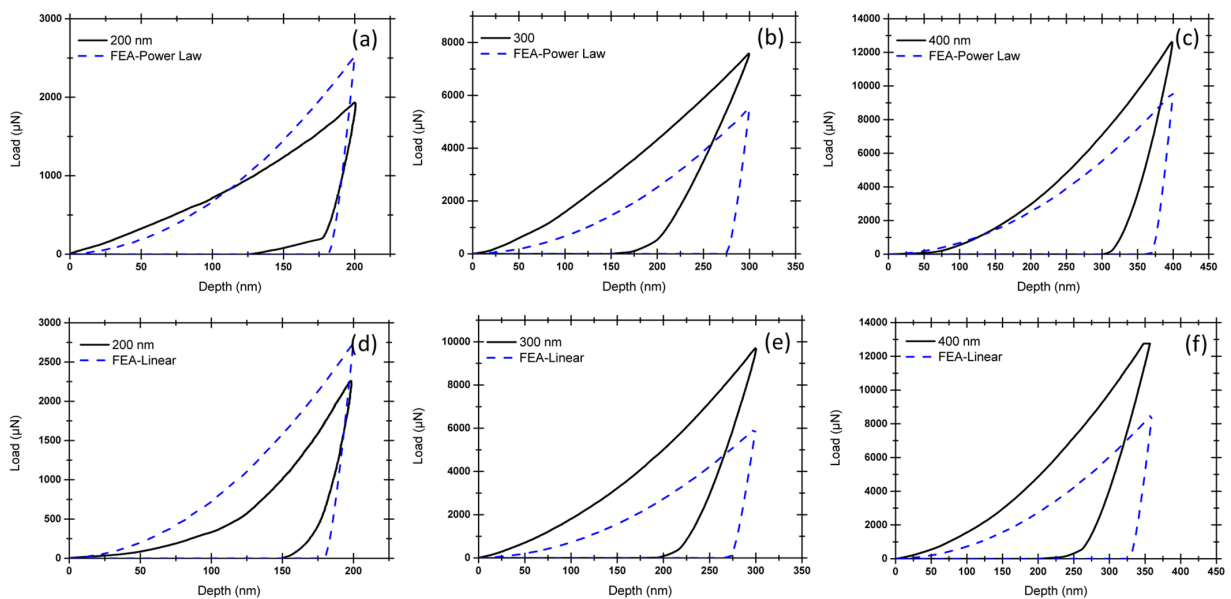 (a)
200 nm
FEA-Power Law
3000
2000
1000
0
Load (µN)
0 50 100 150 200
Depth (nm)
(b)
300
FEA-Power Law
8000
6000
4000
2000
0
Load (µN)
0 50 100 150 200 250 300 350
Depth (nm)
(c)
400 nm
FEA-Power Law
14000
12000
10000
8000
6000
4000
2000
0
Load (µN)
0 50 100 150 200 250 300 350 400 450
Depth (nm)
(d)
200 nm
FEA-Linear
3000
2500
2000
1500
1000
500
0
Load (µN)
0 50 100 150 200
Depth (nm)
(e)
300 nm
FEA-Linear
10000
8000
6000
4000
2000
0
Load (µN)
0 50 100 150 200 250 300 350
Depth (nm)
(f)
400 nm
FEA-Linear
14000
12000
10000
8000
6000
4000
2000
0
Load (µN)
0 50 100 150 200 250 300 350 400 450
Depth (nm)